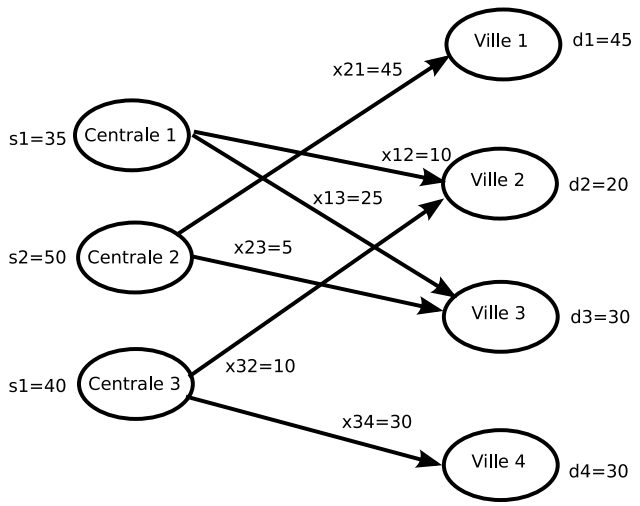 Ville 1
d1=45
x21=45
s1=35
Centrale 1
x12=10
Ville 2
d2=20
x13=25
s2=50
Centrale 2
x23=5
Ville 3
d3=30
s1=40
Centrale 3
x32=10
x34=30
Ville 4
d4=30